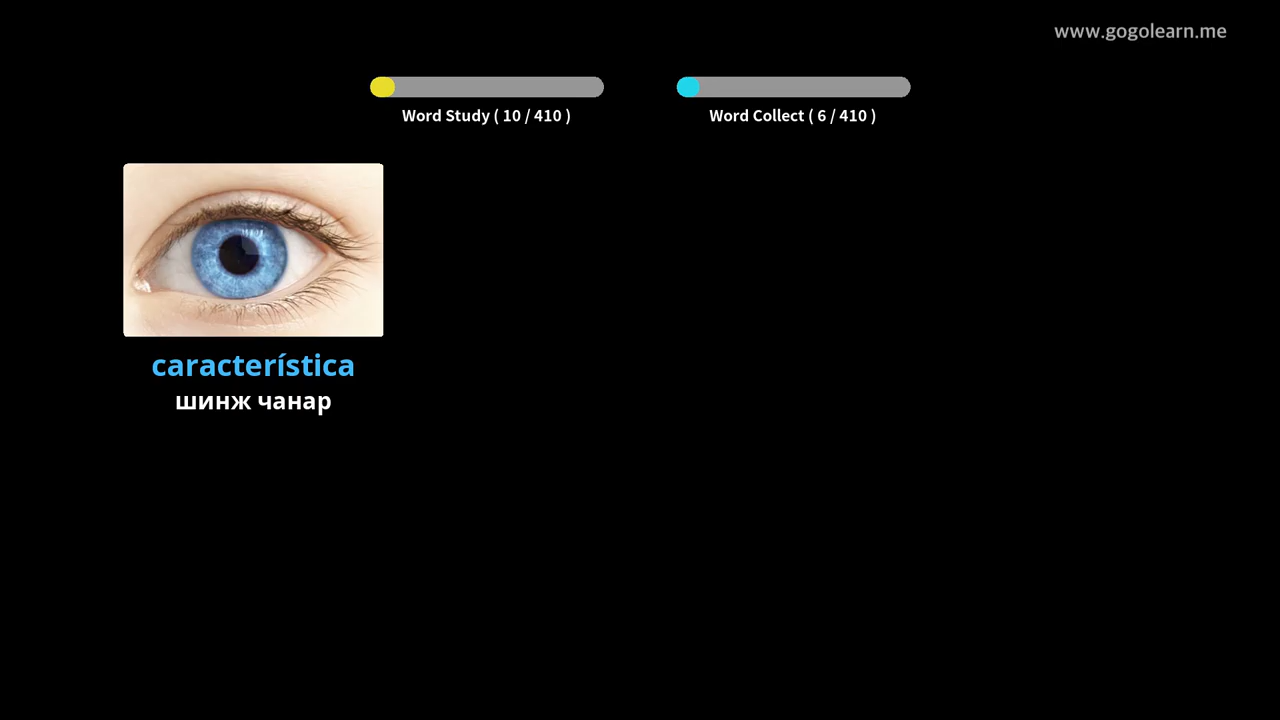 www.gogolearn.me
Word Study ( 10 / 410 )
Word Collect ( 6 / 410 )
característica
шинж чанар